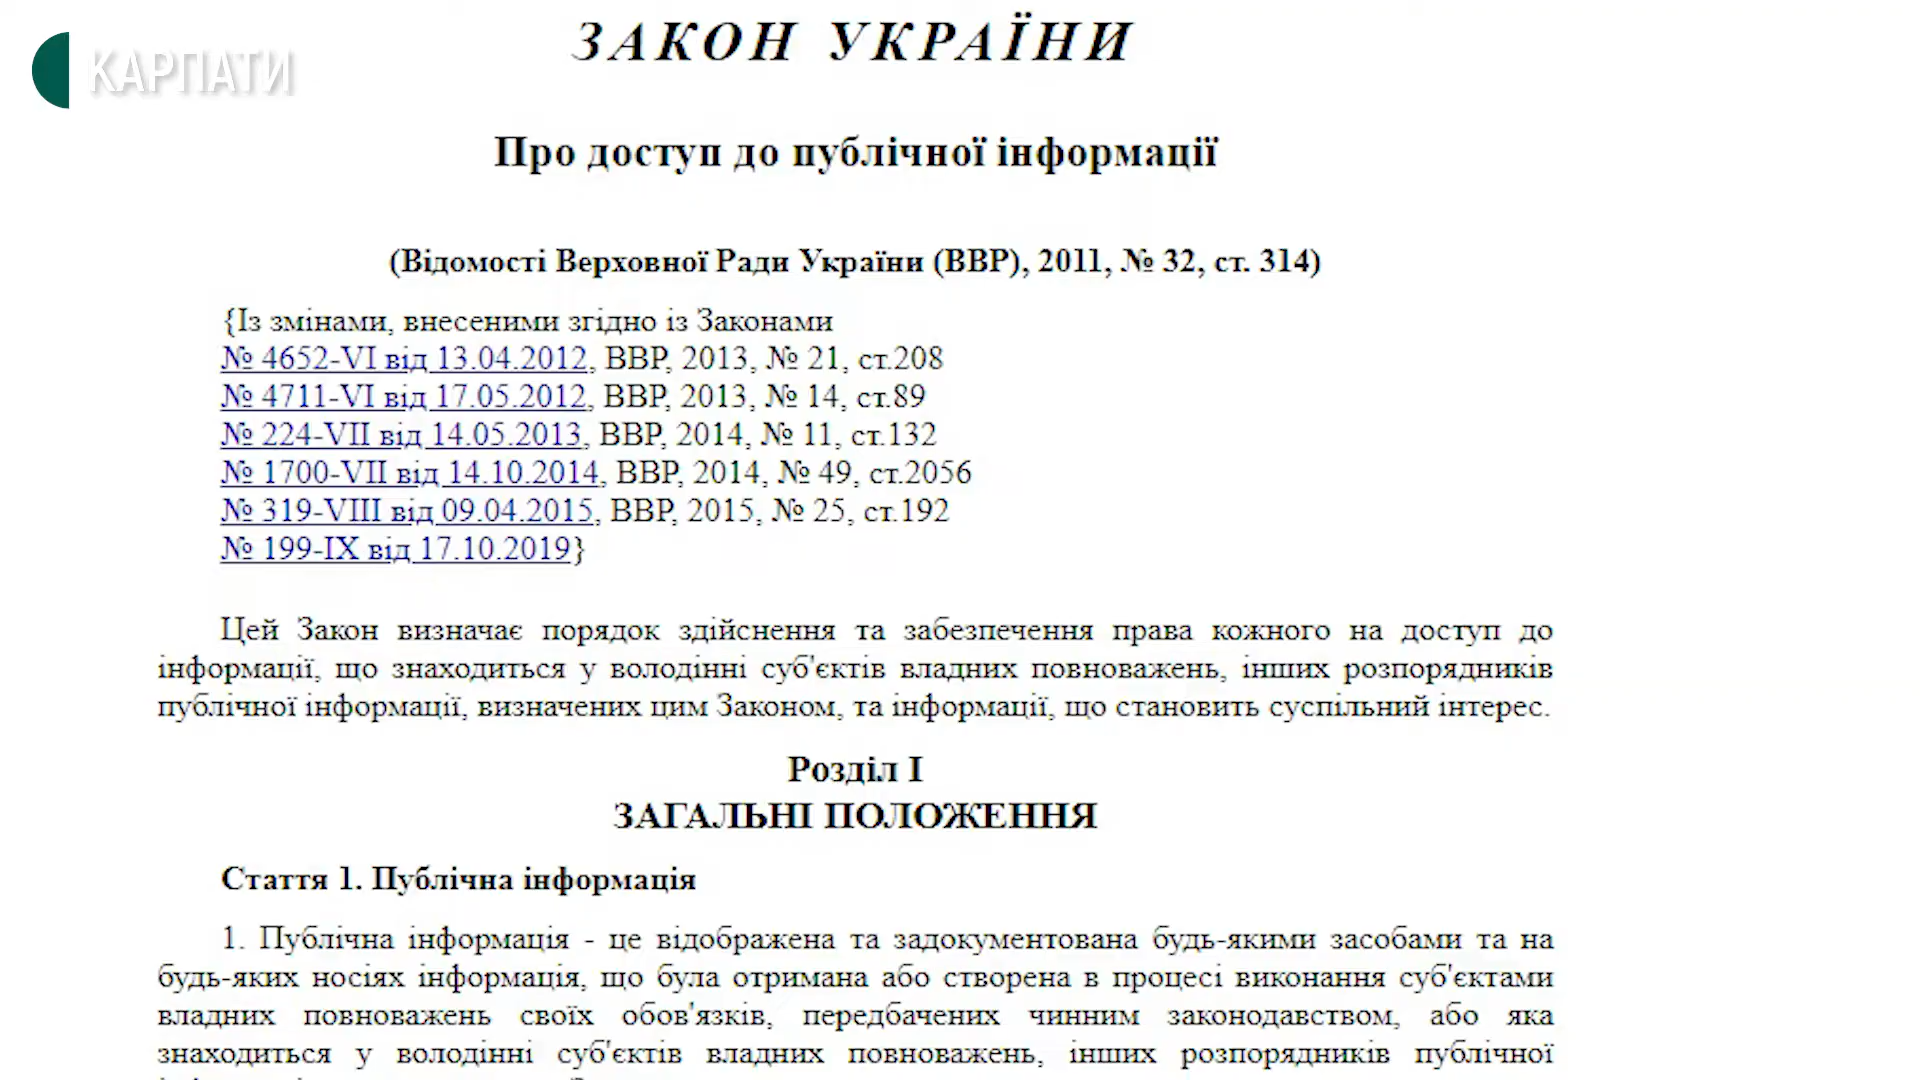 КАРПАТИ
ЗАКОН УКРАЇНИ
Про доступ до публічної інформації
(Відомості Верховної Ради України (ВВР), 2011, № 32, ст. 314)
{Із змінами, внесеними згідно із Законами
№ 4652-VI від 13.04.2012, ВВР, 2013, № 21, ст.208
№ 4711-VI від 17.05.2012, ВВР, 2013, № 14, ст.89
№ 224-VII від 14.05.2013, ВВР, 2014, № 11, ст.132
№ 1700-VII від 14.10.2014, ВВР, 2014, № 49, ст.2056
№ 319-VIII від 09.04.2015, ВВР, 2015, № 25, ст.192
№ 199-IX від 17.10.2019}
Цей Закон визначає порядок здійснення та забезпечення права кожного на доступ до
інформації, що знаходиться у володінні суб'єктів владних повноважень, інших розпорядників
публічної інформації, визначених цим Законом, та інформації, що становить суспільний інтерес.
Розділ I
ЗАГАЛЬНІ ПОЛОЖЕННЯ
Стаття 1. Публічна інформація
1. Публічна інформація - це відображена та задокументована будь-якими засобами та на
будь-яких носіях інформація, що була отримана або створена в процесі виконання суб'єктами
владних повноважень своїх обов'язків, передбачених чинним законодавством, або яка
знаходиться у володінні суб'єктів владних повноважень, інших розпорядників публічної